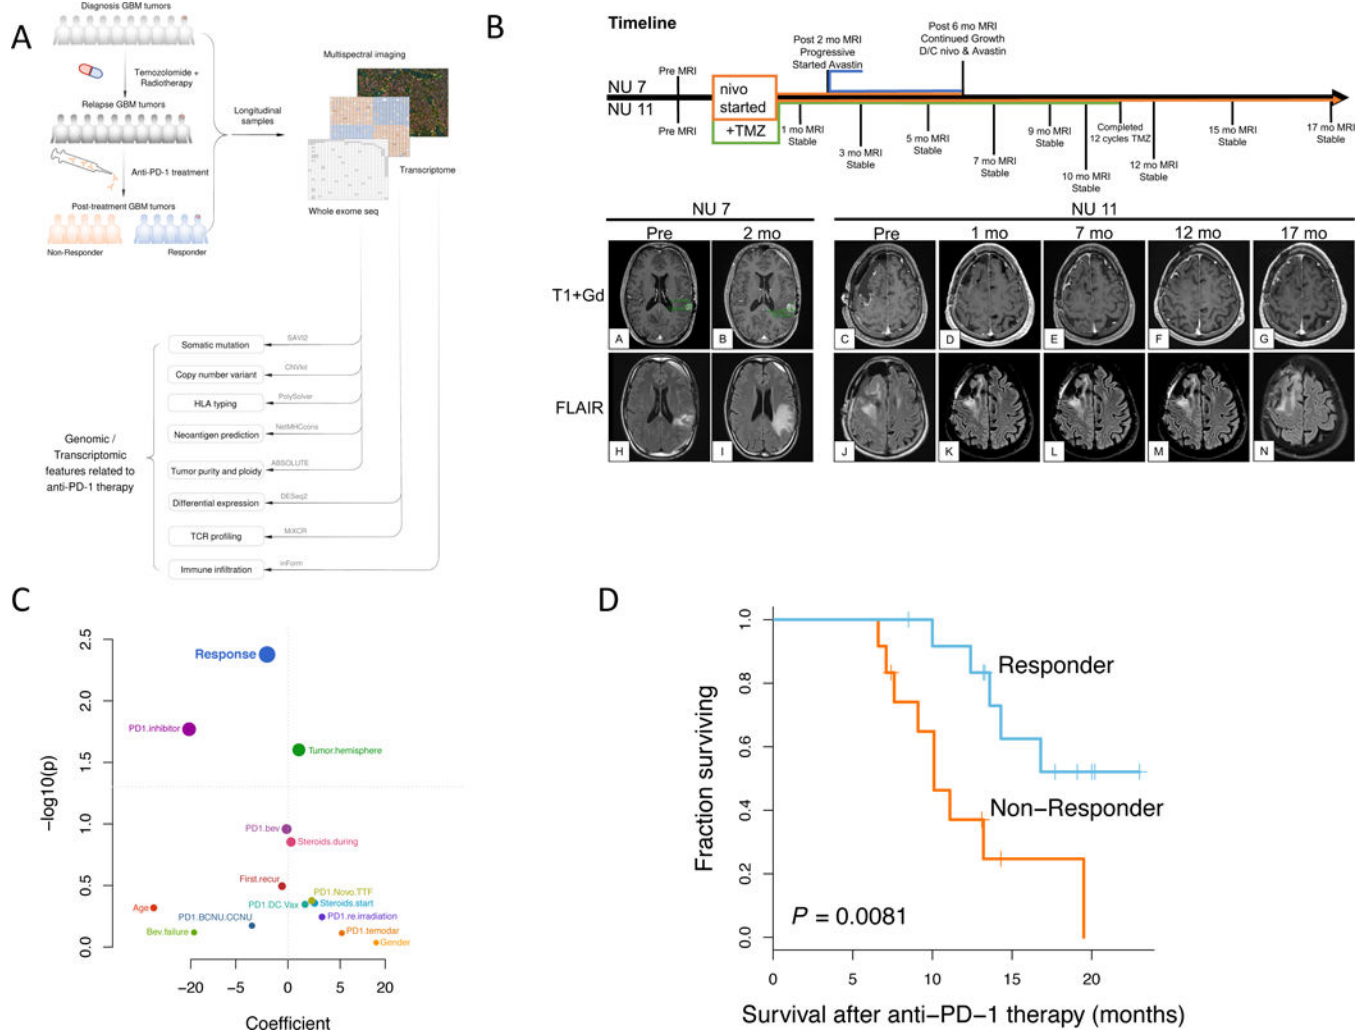 A
Diagnosis GBM tumors
Temozolomide +
Radiotherapy
Relapse GBM tumors
Anti-PD-1 treatment
Post-treatment GBM tumors
Non-Responder
Responder
Longitudinal
samples
Multispectral imaging
Transcriptome
Whole exome seq
Genomic /
Transcriptomic
features related to
anti-PD-1 therapy
Somatic mutation
SAVI2
Copy number variant
CNVkit
HLA typing
PolySolver
Neoantigen prediction
NetMHCcons
Tumor purity and ploidy
ABSOLUTE
Differential expression
DESeq2
TCR profiling
MiXCR
Immune infiltration
inForm
B
Timeline
Post 2 mo MRI
Progressive
Started Avastin
Post 6 mo MRI
Continued Growth
D/C nivo & Avastin
Pre MRI
NU 7
NU 11
nivo
started
+TMZ
Pre MRI
1 mo MRI
Stable
3 mo MRI
Stable
5 mo MRI
Stable
7 mo MRI
Stable
9 mo MRI
Stable
10 mo MRI
Stable
Completed
12 cycles TMZ
12 mo MRI
Stable
15 mo MRI
Stable
17 mo MRI
Stable
NU 7
NU 11
Pre
2 mo
Pre
1 mo
7 mo
12 mo
17 mo
T1+Gd
A
B
C
D
E
F
G
FLAIR
H
I
J
K
L
M
N
C
−log10(p)
2.5
2.0
1.5
1.0
0.5
0.0
Response
PD1.inhibitor
Tumor.hemisphere
PD1.bev
Steroids.during
First.recur
PD1.Novo.TTF
PD1.DC.Vax
Steroids.start
Age
PD1.BCNU.CCNU
PD1.re.irradiation
Bev.failure
PD1.temodar
Gender
−20
−5
0
5
20
Coefficient
D
Fraction surviving
1.0
0.8
0.6
0.4
0.2
0.0
Responder
Non−Responder
P = 0.0081
0
5
10
15
20
Survival after anti−PD−1 therapy (months)